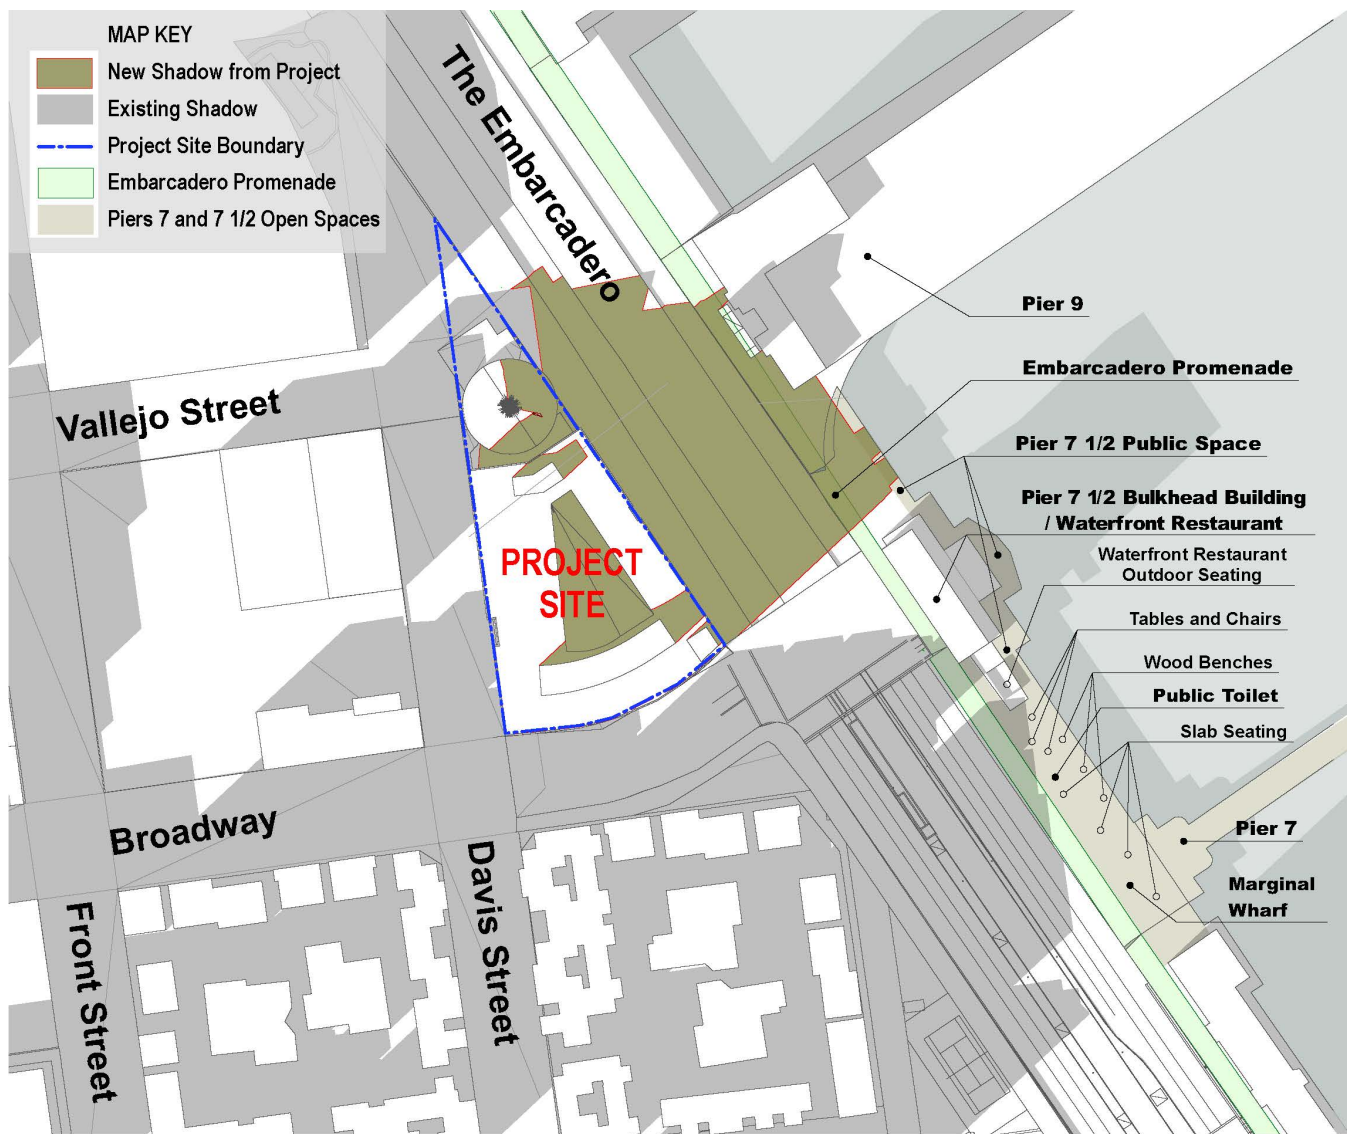 MAP KEY
New Shadow from Project
Existing Shadow
Project Site Boundary
Embarcadero Promenade
Piers 7 and 7 1/2 Open Spaces
The Embarcadero
Pier 9
Embarcadero Promenade
Vallejo Street
Pier 7 1/2 Public Space
Pier 7 1/2 Bulkhead Building
/ Waterfront Restaurant
PROJECT
SITE
Waterfront Restaurant
Outdoor Seating
Tables and Chairs
Wood Benches
Public Toilet
Slab Seating
Broadway
Pier 7
Davis Street
Front Street
Marginal
Wharf